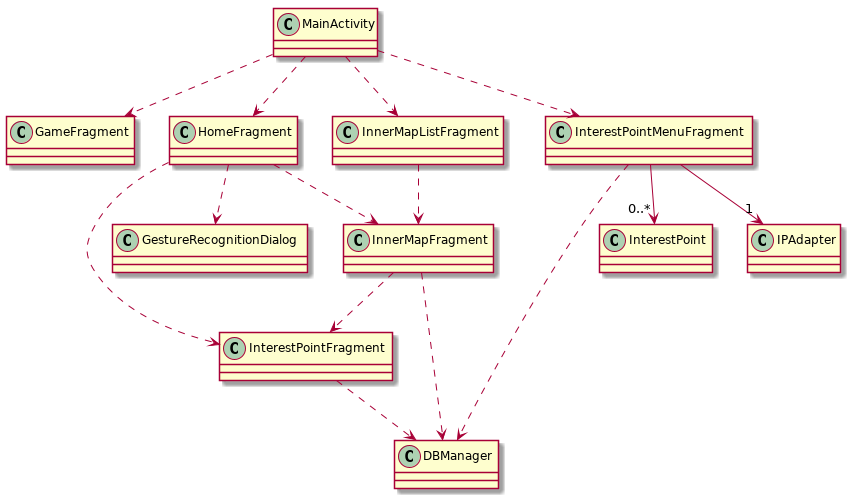 C MainActivity
C GameFragment
C HomeFragment
C InnerMapListFragment
C InterestPointMenuFragment
0..*
1
C GestureRecognitionDialog
C InnerMapFragment
C InterestPoint
C IPAdapter
C InterestPointFragment
C DBManager